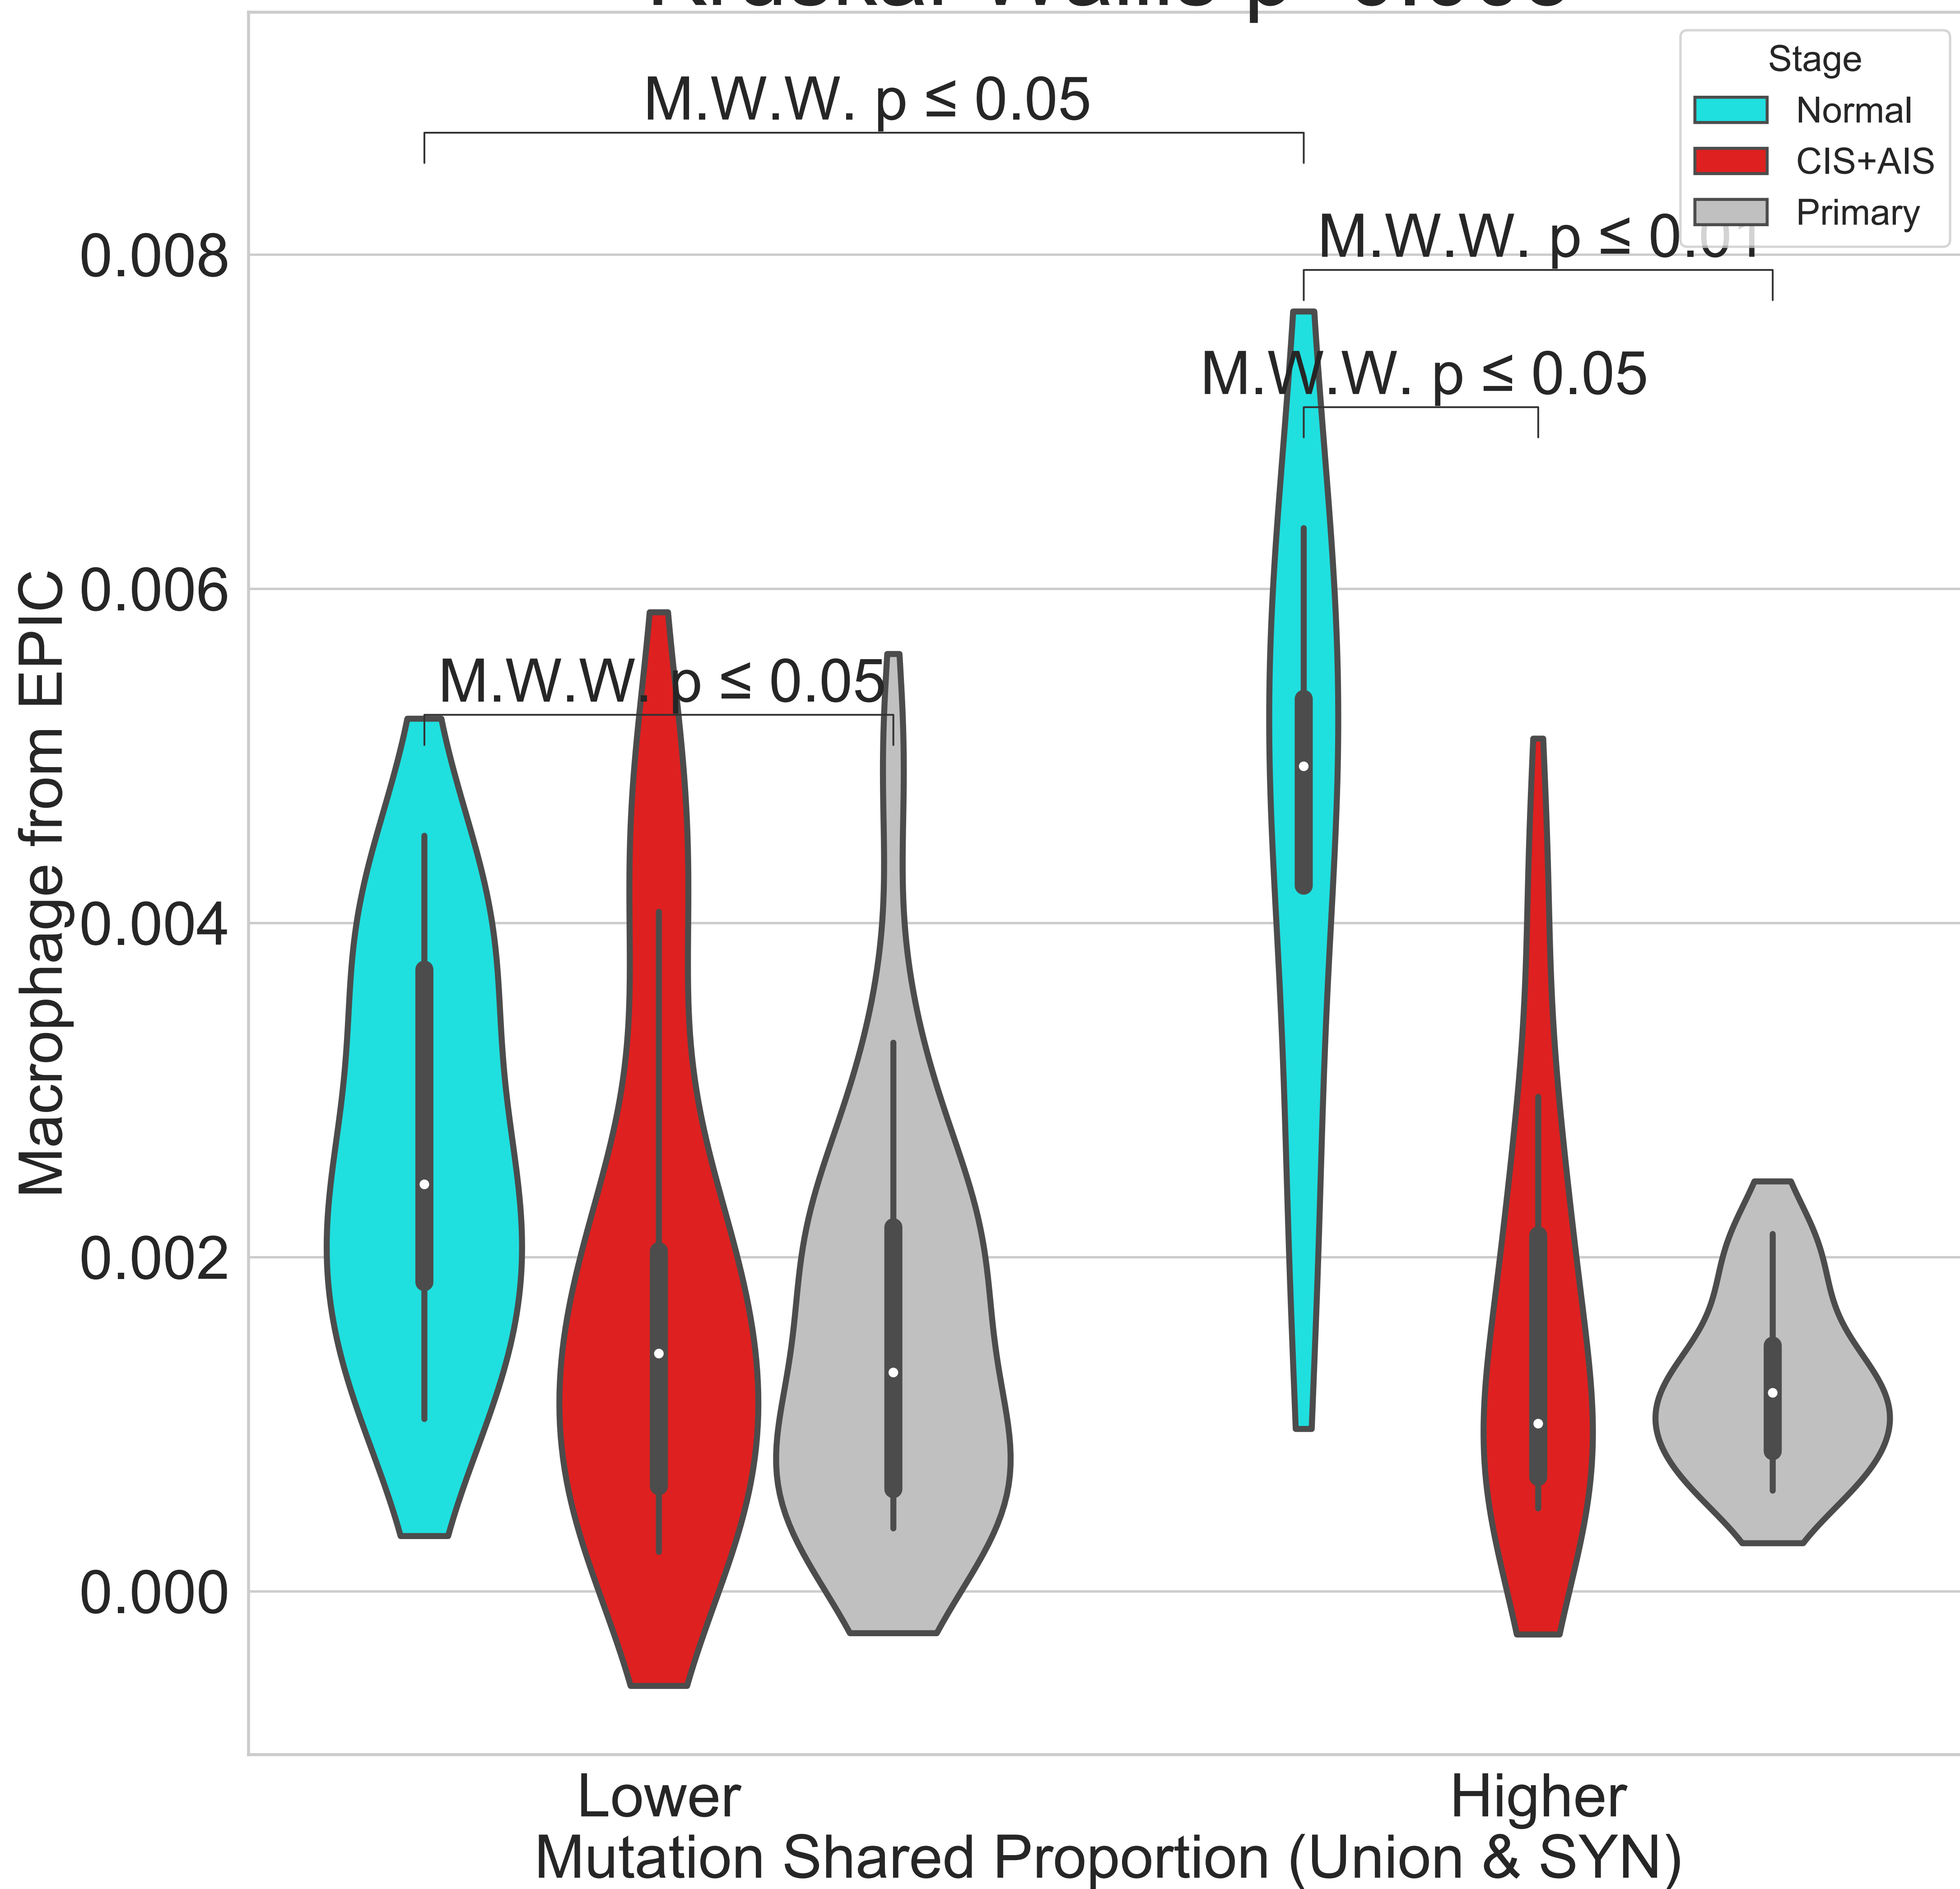 M.W.W. p ≤ 0.05
Stage
Normal
CIS+AIS
Primary
M.W.W. p ≤ 0.01
M.W.W. p ≤ 0.05
M.W.W. p ≤ 0.05
0.008
0.006
0.004
0.002
0.000
Macrophage from EPIC
Lower
Higher
Mutation Shared Proportion (Union & SYN)